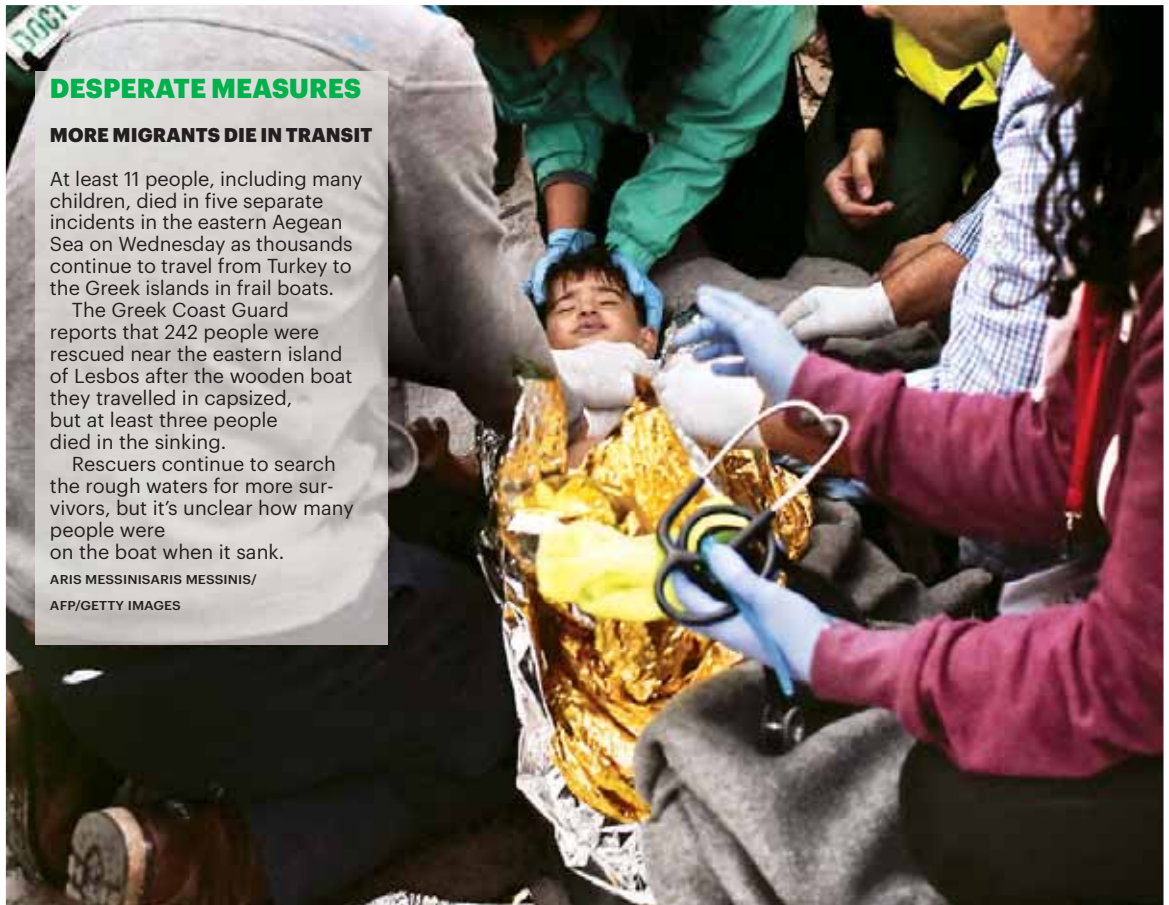 DOCTO
DESPERATE MEASURES
MORE MIGRANTS DIE IN TRANSIT
At least 11 people, including many
children, died in five separate
incidents in the eastern Aegean
Sea on Wednesday as thousands
continue to travel from Turkey to
the Greek islands in frail boats.
The Greek Coast Guard
reports that 242 people were
rescued near the eastern island
of Lesbos after the wooden boat
they travelled in capsized,
but at least three people
died in the sinking.
Rescuers continue to search
the rough waters for more sur-
vivors, but it's unclear how many
people were
on the boat when it sank.
ARIS MESSINISARIS MESSINIS/
AFP/GETTY IMAGES